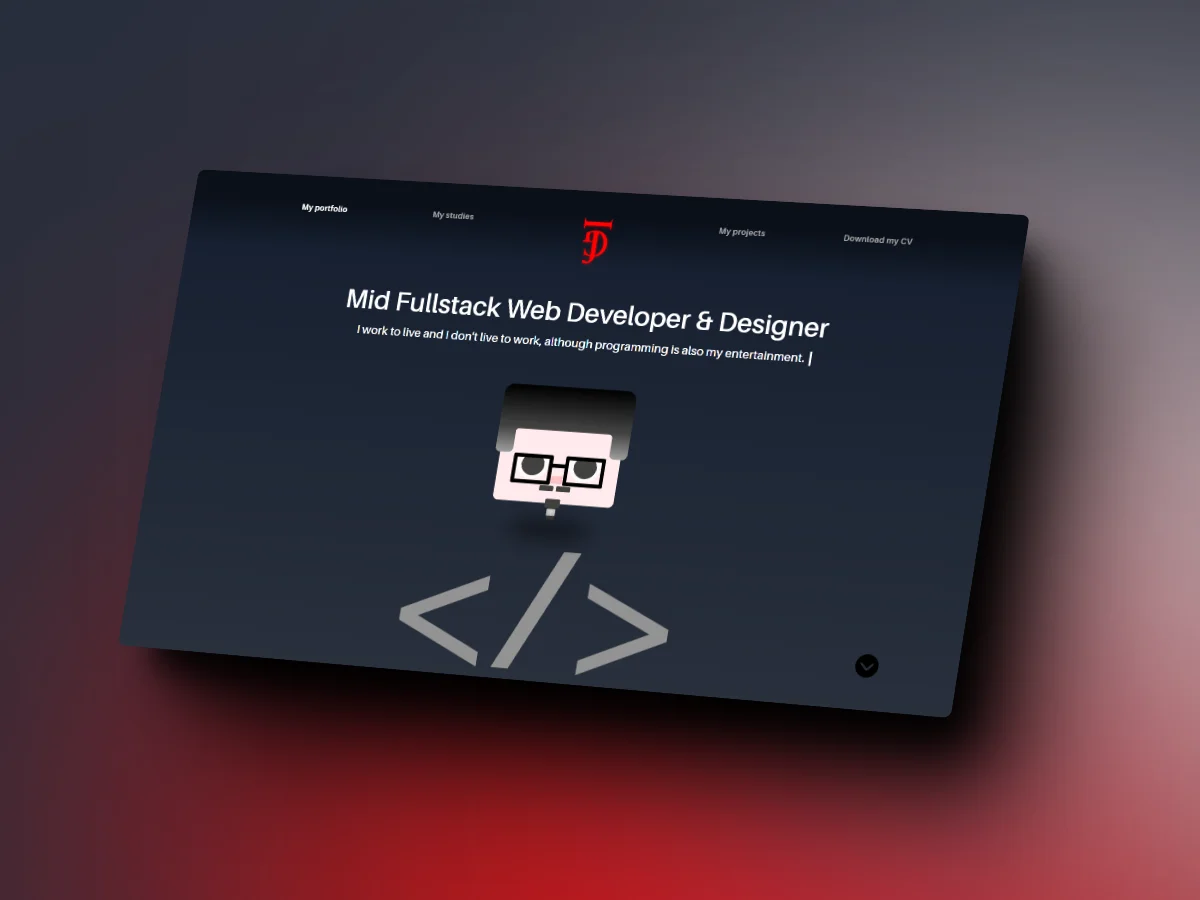 My portfolio
My studies
My projects
Download my CV
Mid Fullstack Web Developer & Designer
I work to live and I don't live to work, although programming is also my entertainment. |
</>